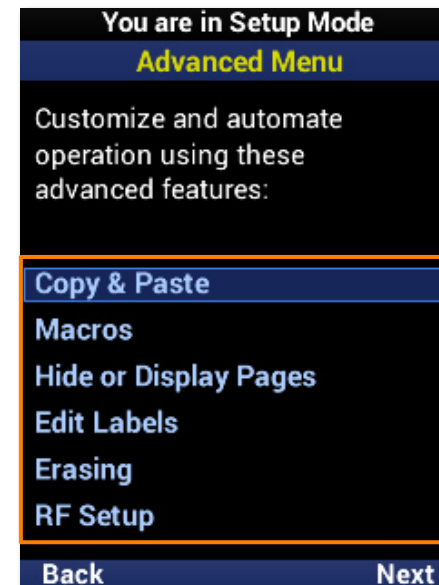 You are in Setup Mode
Advanced Menu
Customize and automate
operation using these
advanced features:
Copy & Paste
Macros
Hide or Display Pages
Edit Labels
Erasing
RF Setup
Back Next